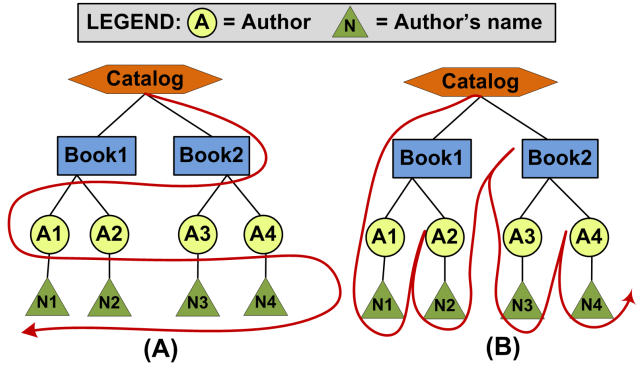 LEGEND: A = Author N = Author's name
Catalog Catalog
Book1 Book2 Book1 Book2
A1 A2 A3 A4 A1 A2 A3 A4
N1 N2 N3 N4 N1 N2 N3 N4
(A) (B)